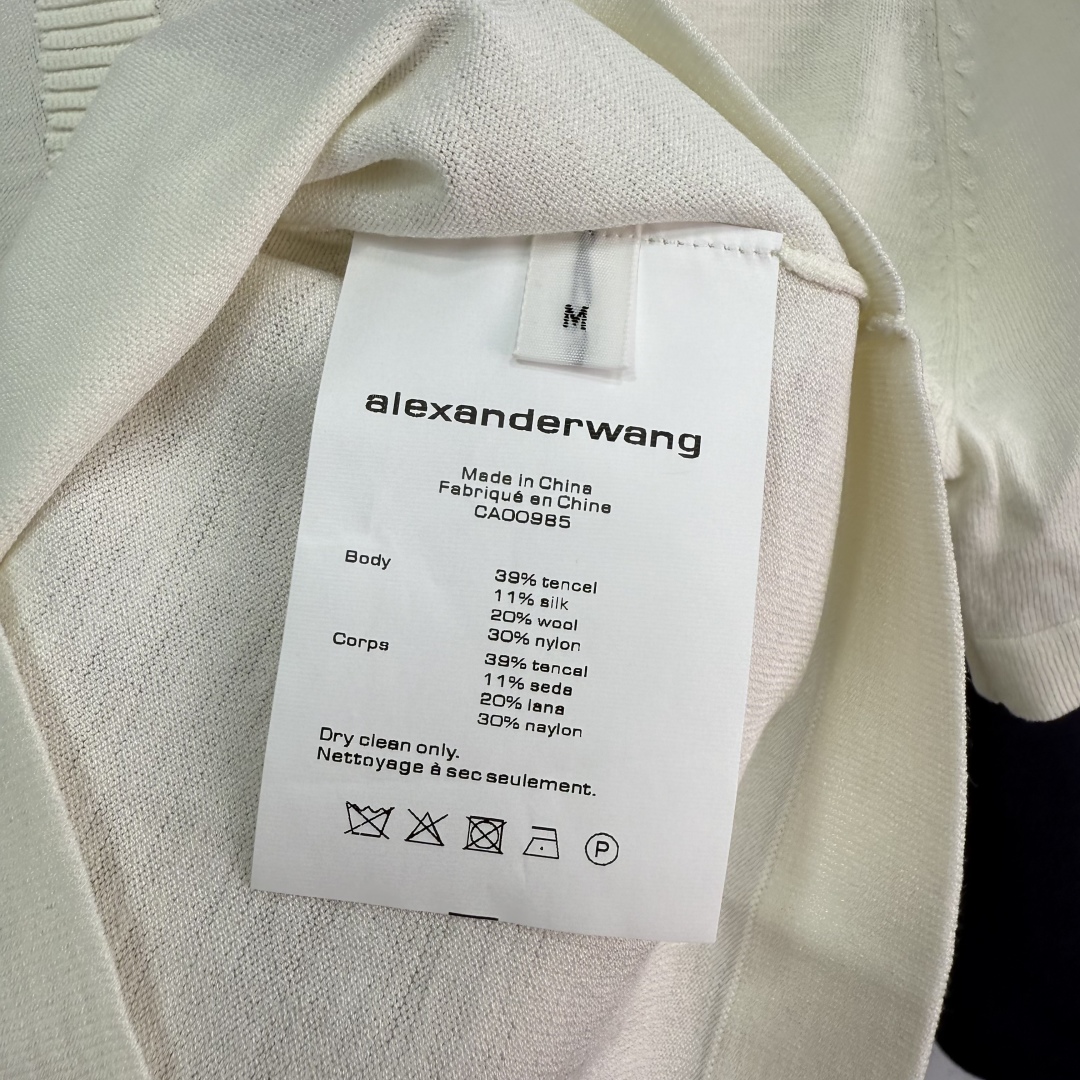 M
alexanderwang
Made in China
Fabriqué en Chine
CA00985
Body
39% tencel
11% silk
20% wool
30% nylon
Corps
39% tencel
11% seda
20% lana
30% naylon
Dry clean only.
Nettoyage à sec seulement.
P